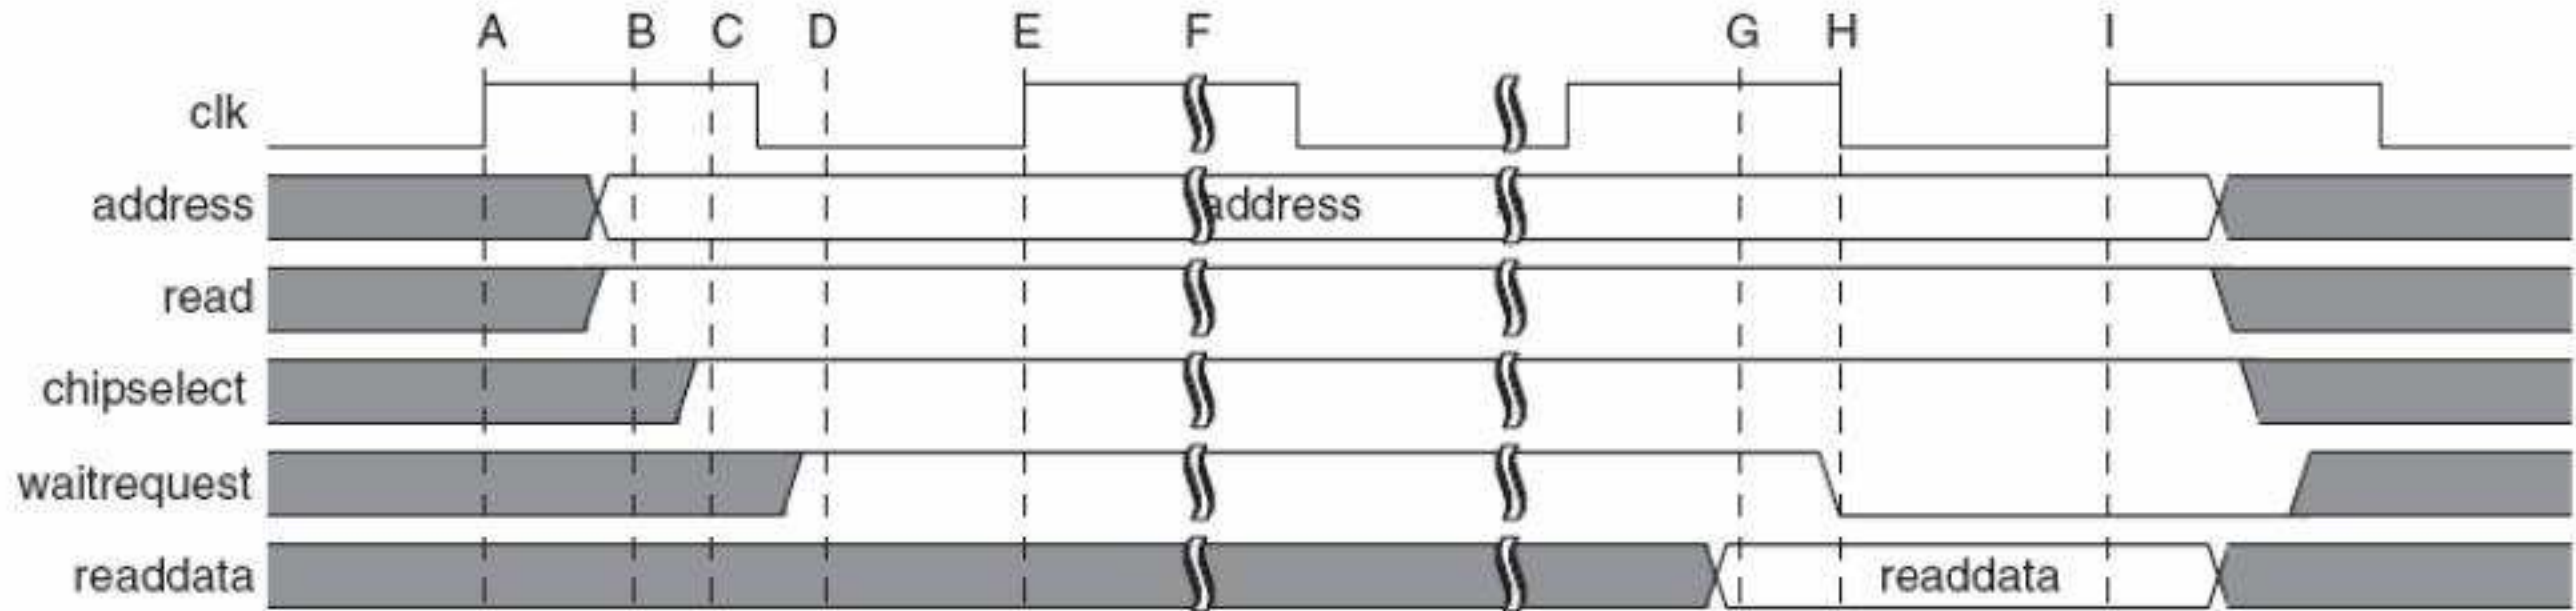 A B C D E F G H I
clk
address address
read
chipselect
waitrequest
readdata readdata